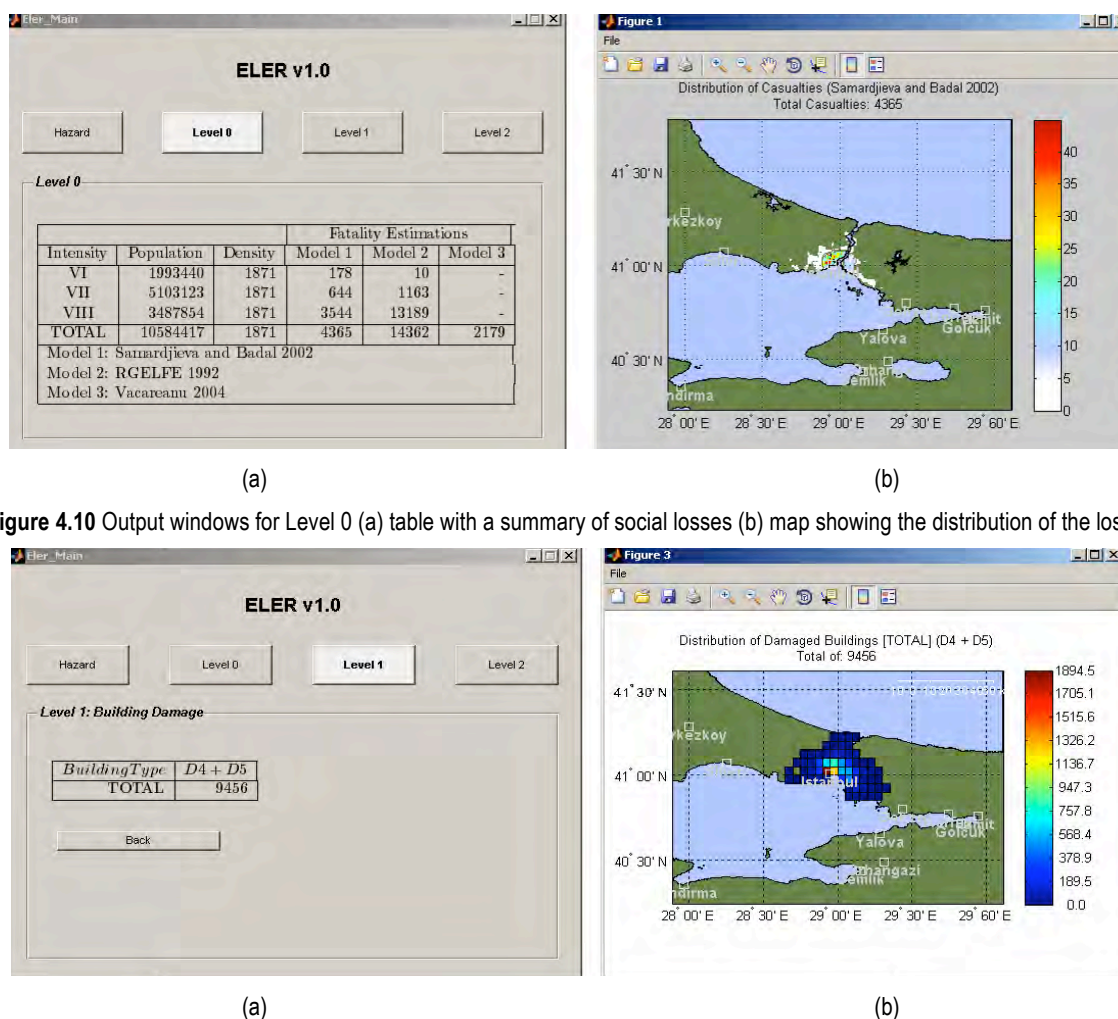 Eler_Main
ELER v1.0
Hazard Level 0 Level 1 Level 2
Level 0
Fatality Estimations
Intensity Population Density Model 1 Model 2 Model 3
VI 1993440 1871 178 10 -
VII 5103123 1871 644 1163 -
VIII 3487854 1871 3544 13189 -
TOTAL 10584417 1871 4365 14362 2179
Model 1: Samardjieva and Badal 2002
Model 2: RGELFE 1992
Model 3: Vacareanu 2004
(a)
Figure 1
File
Distribution of Casualties (Samardjieva and Badal 2002)
Total Casualties: 4365
41° 30' N
41° 00' N
40° 30' N
28° 00' E 28° 30' E 29° 00' E 29° 30' E 29° 60' E
rkezkoy
Yalova
Golcuk
emlik
ndirma
40
35
30
25
20
15
10
5
0
(b)
igure 4.10 Output windows for Level 0 (a) table with a summary of social losses (b) map showing the distribution of the los
Eler_Main
ELER v1.0
Hazard Level 0 Level 1 Level 2
Level 1: Building Damage
BuildingType D4 + D5
TOTAL 9456
Back
(a)
Figure 3
File
Distribution of Damaged Buildings [TOTAL] (D4 + D5)
Total of: 9456
41° 30' N
41° 00' N
40° 30' N
28° 00' E 28° 30' E 29° 00' E 29° 30' E 29° 60' E
rkezkoy
Istanbul
Yalova
Golcuk
hangazi
emlik
ndirma
1894.5
1705.1
1515.6
1326.2
1136.7
947.3
757.8
568.4
378.9
189.5
0.0
(b)